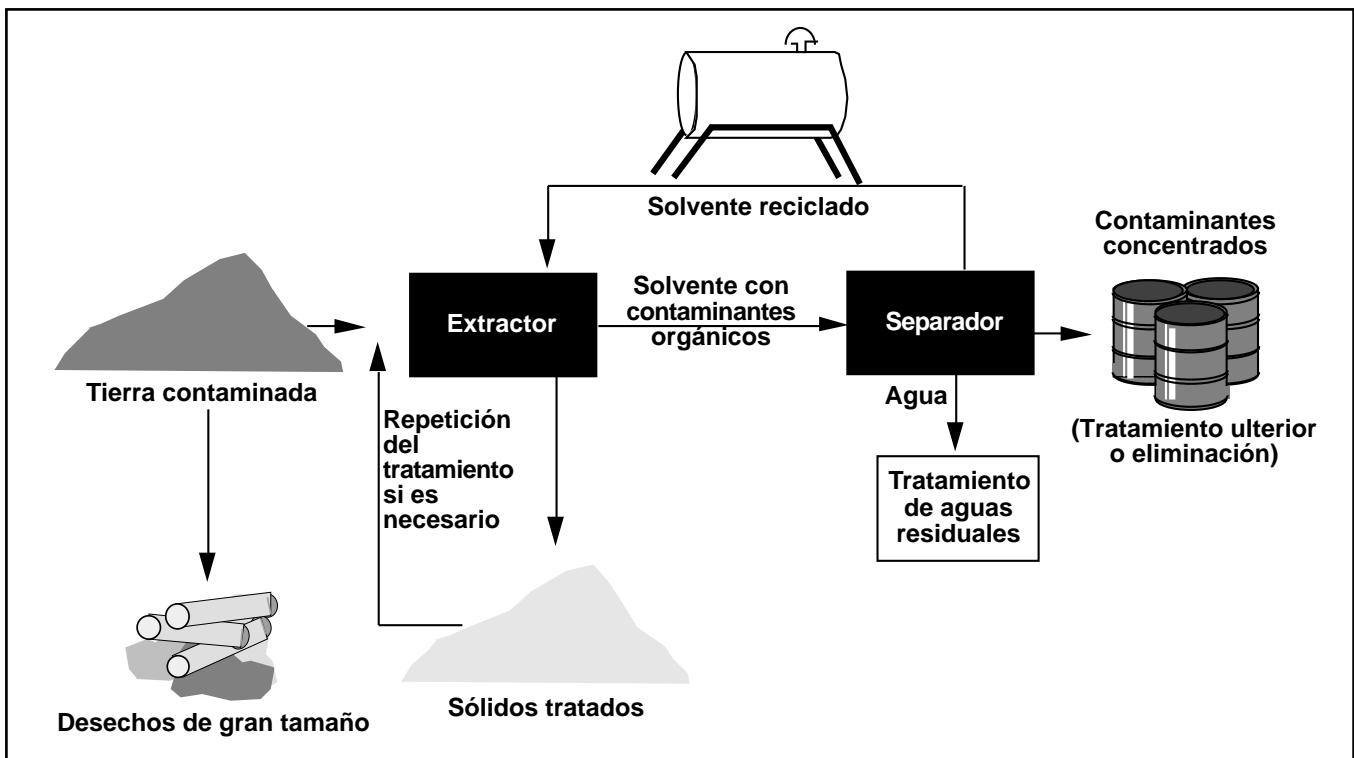 Solvente reciclado
Contaminantes
concentrados
Solvente con
contaminantes
orgánicos
Extractor
Separador
Tierra contaminada
Agua
Repetición
del
tratamiento
si es
necesario
(Tratamiento ulterior
o eliminación)
Tratamiento
de aguas
residuales
Sólidos tratados
Desechos de gran tamaño